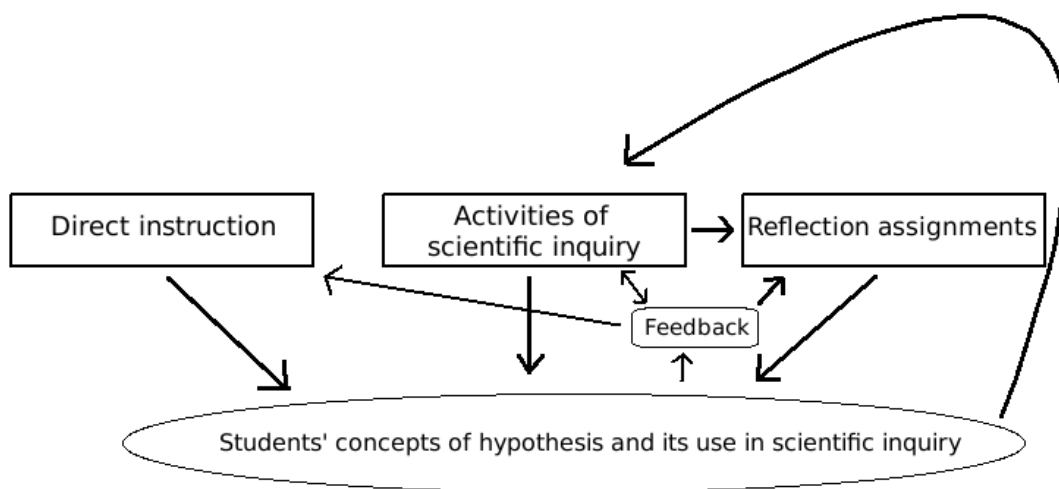 Direct instruction
Activities of
scientific inquiry
Reflection assignments
Feedback
Students' concepts of hypothesis and its use in scientific inquiry